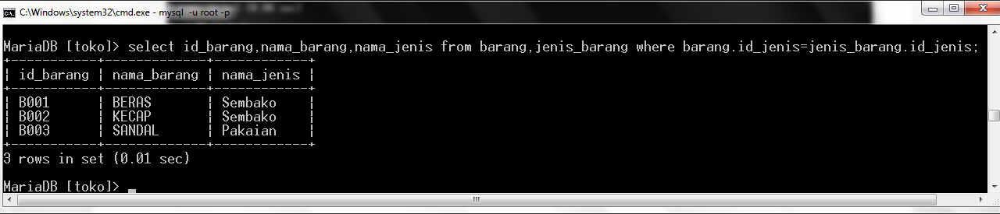 C:\Windows\system32\cmd.exe - mysql  -u root -p
MariaDB [toko]> select id_barang,nama_barang,nama_jenis from barang,jenis_barang where barang.id_jenis=jenis_barang.id_jenis;
+-----------+-------------+------------+
| id_barang | nama_barang | nama_jenis |
+-----------+-------------+------------+
| B001      | BERAS       | Sembako    |
| B002      | KECAP       | Sembako    |
| B003      | SANDAL      | Pakaian    |
+-----------+-------------+------------+
3 rows in set (0.01 sec)
MariaDB [toko]> _